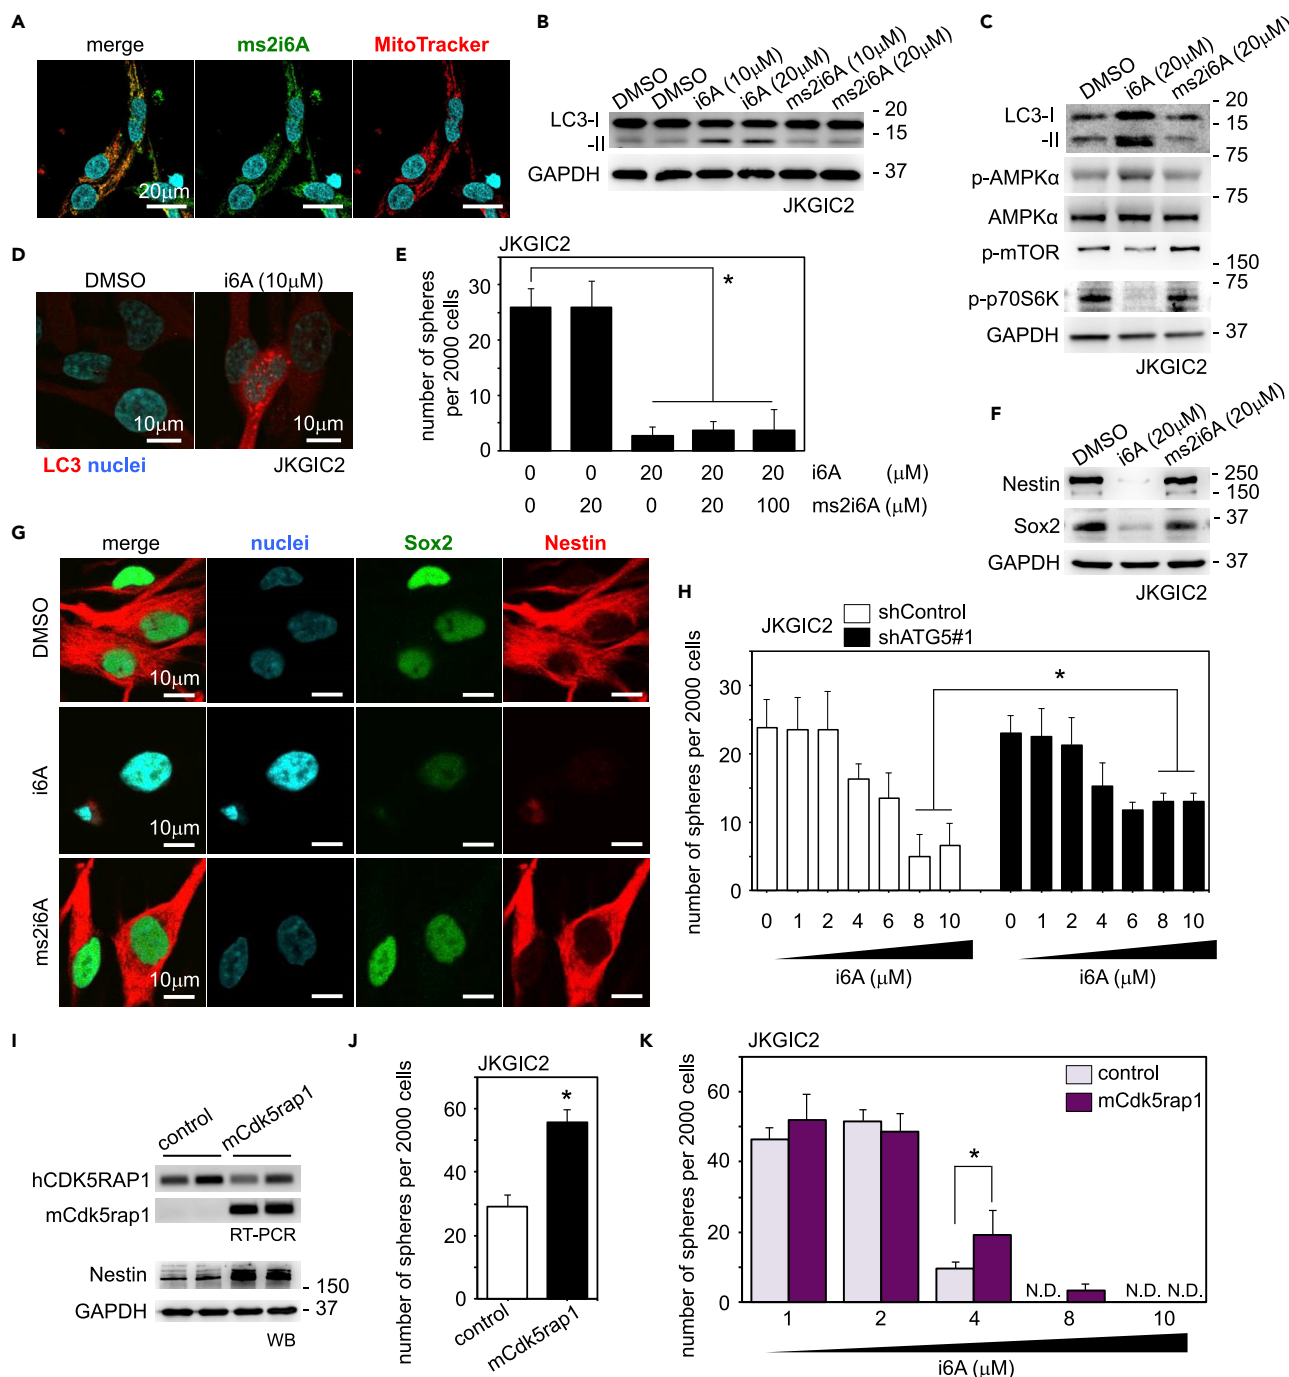 A
merge
ms2i6A
MitoTracker
20μm
B
DMSO
DMSO
i6A (10μM)
i6A (20μM)
ms2i6A (10μM)
ms2i6A (20μM)
LC3-I
-II
GAPDH
- 20
- 15
- 37
JKGIC2
C
DMSO
i6A (20μM)
ms2i6A (20μM)
LC3-I
-II
p-AMPKα
AMPKα
p-mTOR
p-p70S6K
GAPDH
- 20
- 15
75
75
- 150
- 75
- 37
JKGIC2
D
DMSO
i6A (10μM)
10μm
10μm
LC3 nuclei
JKGIC2
E
JKGIC2
number of spheres
per 2000 cells
30
20
10
0
*
0 0 20 20 20 i6A (μM)
0 20 0 20 100 ms2i6A (μM)
F
DMSO
i6A (20μM)
ms2i6A (20μM)
Nestin
Sox2
GAPDH
- 250
- 150
- 37
- 37
JKGIC2
G
merge
nuclei
Sox2
Nestin
DMSO
10μm
i6A
10μm
ms2i6A
10μm
H
JKGIC2
shControl
shATG5#1
number of spheres per 2000 cells
30
20
10
0
*
0 1 2 4 6 8 10 0 1 2 4 6 8 10
i6A (μM) i6A (μM)
I
control
mCdk5rap1
hCDK5RAP1
mCdk5rap1
RT-PCR
Nestin
GAPDH
- 150
- 37
WB
J
JKGIC2
number of spheres per 2000 cells
60
40
20
0
*
control
mCdk5rap1
K
JKGIC2
control
mCdk5rap1
number of spheres per 2000 cells
60
40
20
0
*
N.D. N.D. N.D.
1 2 4 8 10
i6A (μM)